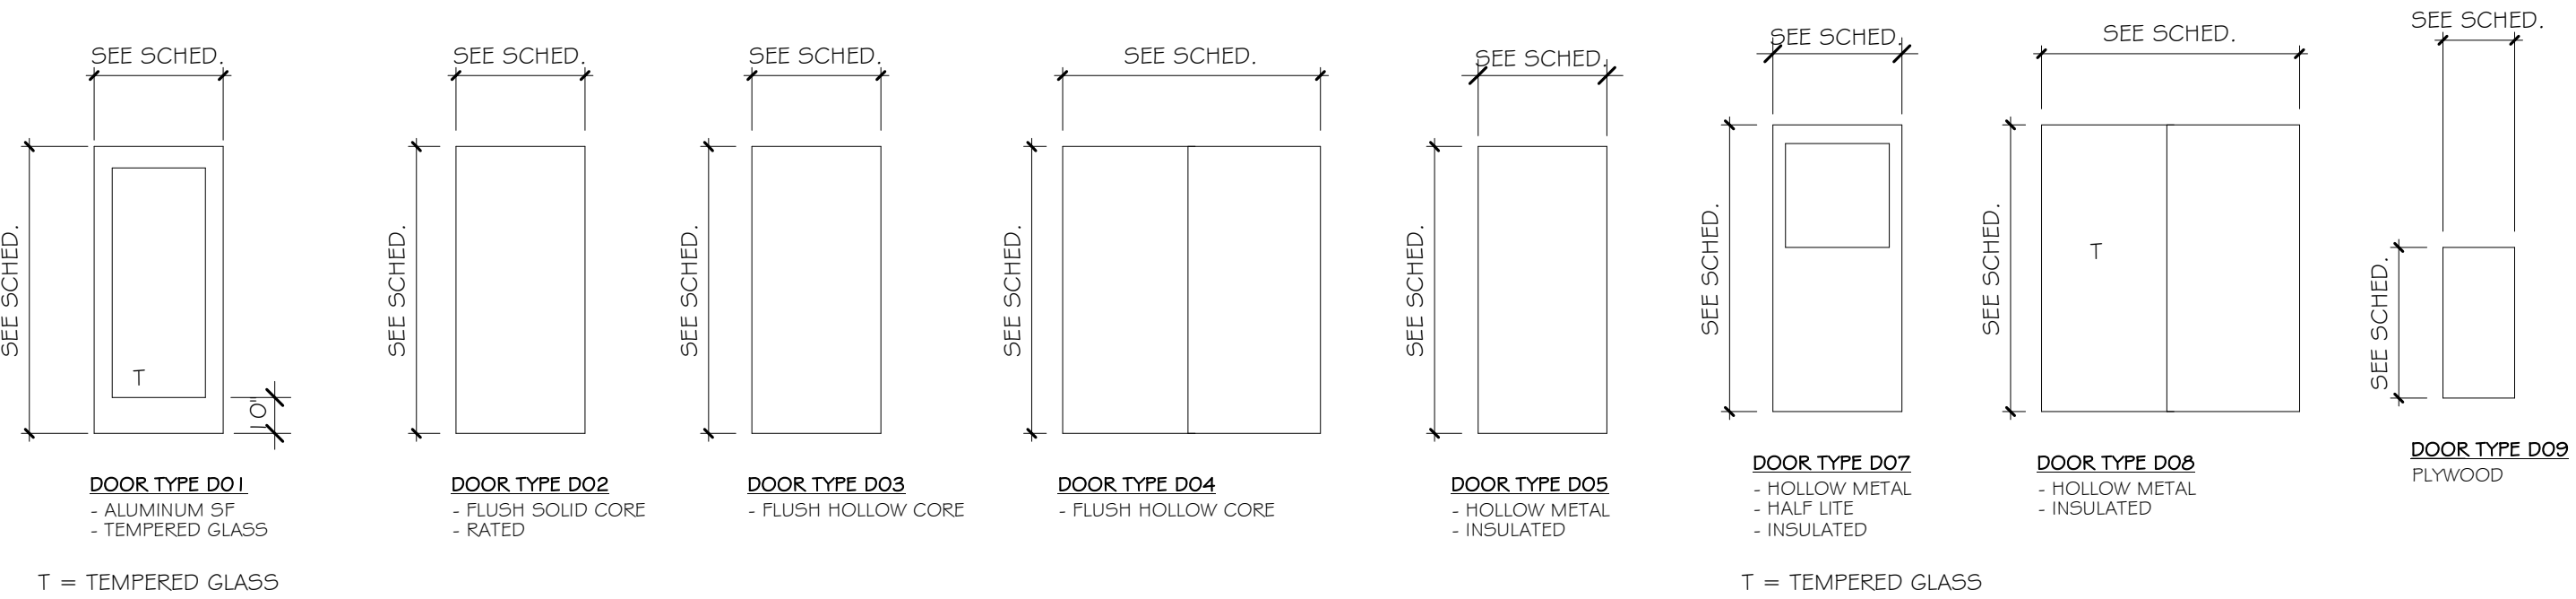 SEE SCHED.
SEE SCHED.
T
10"
DOOR TYPE D01
- ALUMINUM SF
- TEMPERED GLASS
T = TEMPERED GLASS
SEE SCHED.
SEE SCHED.
DOOR TYPE D02
- FLUSH SOLID CORE
- RATED
SEE SCHED.
SEE SCHED.
DOOR TYPE D03
- FLUSH HOLLOW CORE
SEE SCHED.
SEE SCHED.
DOOR TYPE D04
- FLUSH HOLLOW CORE
SEE SCHED.
SEE SCHED.
DOOR TYPE D05
- HOLLOW METAL
- INSULATED
SEE SCHED.
SEE SCHED.
DOOR TYPE D07
- HOLLOW METAL
- HALF LITE
- INSULATED
T = TEMPERED GLASS
SEE SCHED.
SEE SCHED.
T
DOOR TYPE D08
- HOLLOW METAL
- INSULATED
SEE SCHED.
SEE SCHED.
DOOR TYPE D09
PLYWOOD